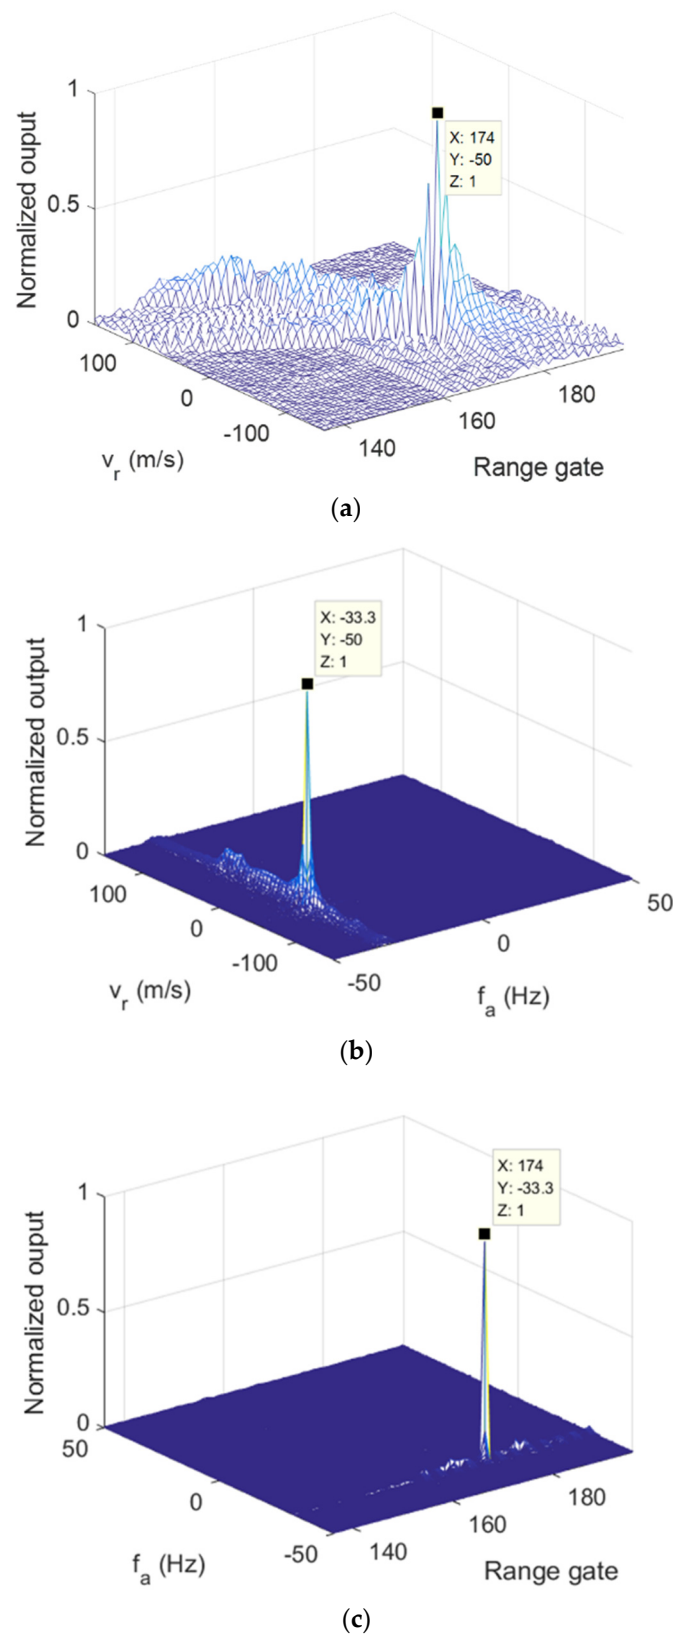 1
0.5
0
Normalized ouput
X: 174
Y: -50
Z: 1
100
0
-100
v_r (m/s)
140
160
180
Range gate
(a)
1
0.5
0
Normalized output
X: -33.3
Y: -50
Z: 1
100
0
-100
v_r (m/s)
-50
0
50
f_a (Hz)
(b)
1
0.5
0
Normalized ouput
X: 174
Y: -33.3
Z: 1
50
0
-50
f_a (Hz)
140
160
180
Range gate
(c)